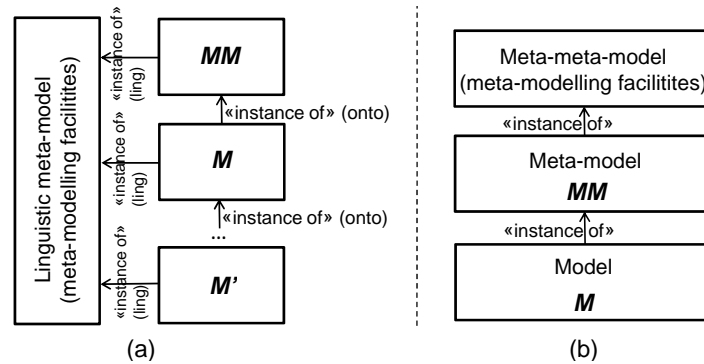 Linguistic meta-model
(meta-modelling facilitites)
«instance of»
(ling)
MM
«instance of» (onto)
«instance of»
(ling)
M
«instance of» (onto)
...
«instance of»
(ling)
M'
(a)
Meta-meta-model
(meta-modelling facilitites)
«instance of»
Meta-model
MM
«instance of»
Model
M
(b)